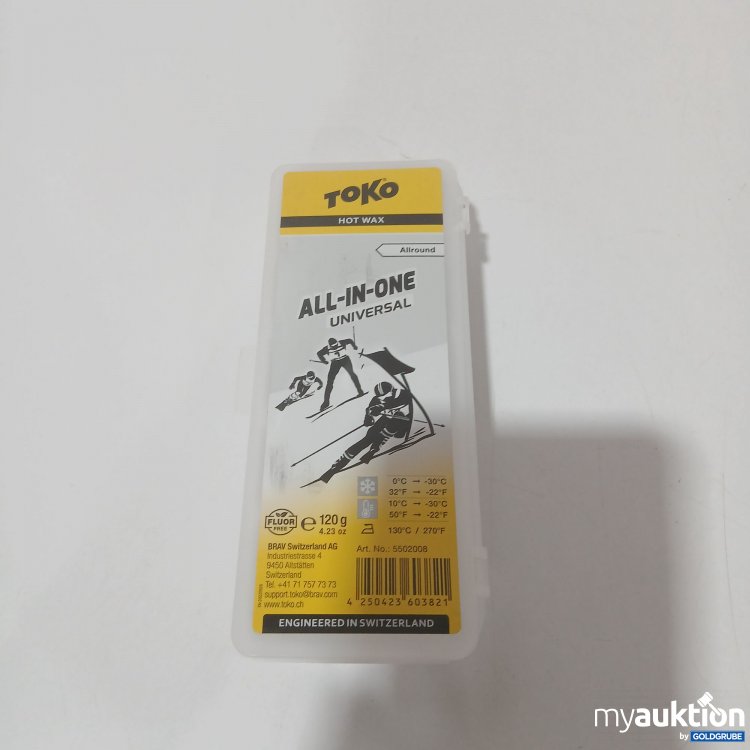 TOKO
HOT WAX
Allround
ALL-IN-ONE
UNIVERSAL
0°C → -30°C
32°F → -22°F
10°C → -30°C
50°F → -22°F
130°C / 270°F
FLUOR
FREE
e 120 g
4.23 oz
BRAV Switzerland AG
Industriestrasse 4
9450 Altstätten
Switzerland
Tel. +41 71 757 73 73
support.toko@brav.com
www.toko.ch
Art. No.: 5502008
4 250423 603821
ENGINEERED IN SWITZERLAND
myauktion
by GOLDGRUBE